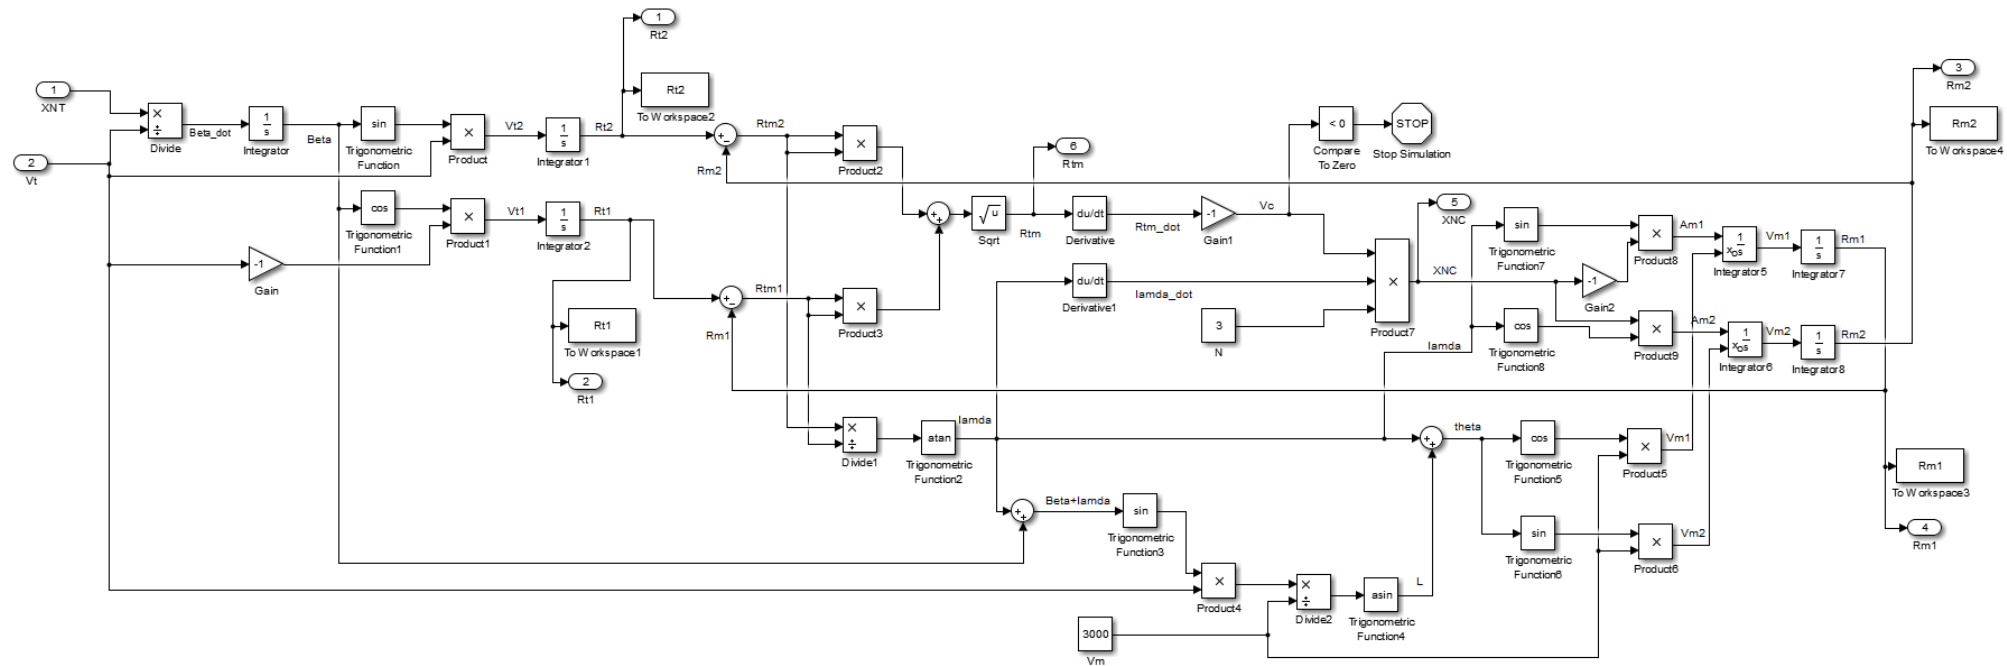 1
Rt2
Rt2
To Workspace2
1
XNT
×
÷
Divide
Beta_dot
1
s
Integrator
Beta
sin
Trigonometric
Function
×
Product
Vt2
1
s
Integrator1
Rt2
2
Vt
cos
Trigonometric
Function1
×
Product1
Vt1
1
s
Integrator2
Rt1
-1
Gain
Rt1
To Workspace1
2
Rt1
+
−
Rtm2
Rm2
×
Product2
+
+
√u
Sqrt
Rtm
6
Rtm
+
−
Rtm1
Rm1
×
Product3
du/dt
Derivative
Rtm_dot
-1
Gain1
Vc
< 0
Compare
To Zero
STOP
Stop Simulation
du/dt
Derivative1
lamda_dot
3
N
×
Product7
XNC
5
XNC
sin
Trigonometric
Function7
×
Product8
Am1
1
xo s
Integrator5
Vm1
1
s
Integrator7
Rm1
-1
Gain2
cos
Trigonometric
Function8
lamda
×
Product9
Am2
1
xo s
Integrator6
Vm2
1
s
Integrator8
Rm2
3
Rm2
Rm2
To Workspace4
×
÷
Divide1
atan
Trigonometric
Function2
lamda
+
+
theta
cos
Trigonometric
Function5
×
Product5
Vm1
Rm1
To Workspace3
4
Rm1
+
+
Beta+lamda
sin
Trigonometric
Function3
sin
Trigonometric
Function6
×
Product6
Vm2
×
Product4
×
÷
Divide2
asin
Trigonometric
Function4
L
3000
Vm